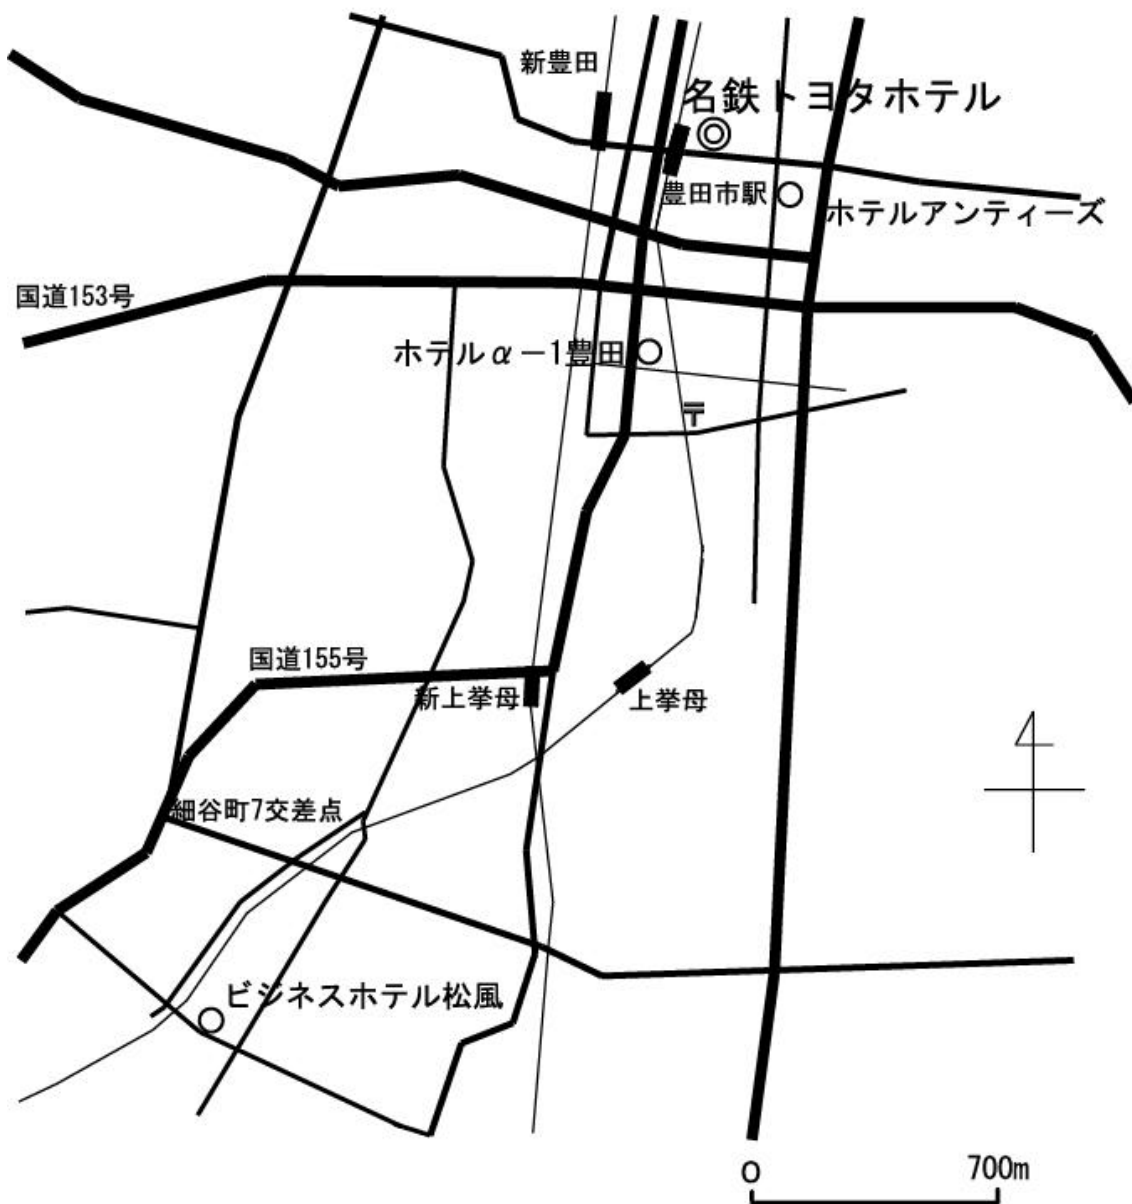 新豊田
名鉄トヨタホテル
豊田市駅
ホテルアンティーズ
国道153号
ホテルα－1豊田
〒
国道155号
新上挙母
上挙母
細谷町7交差点
ビジネスホテル松風
0
700m